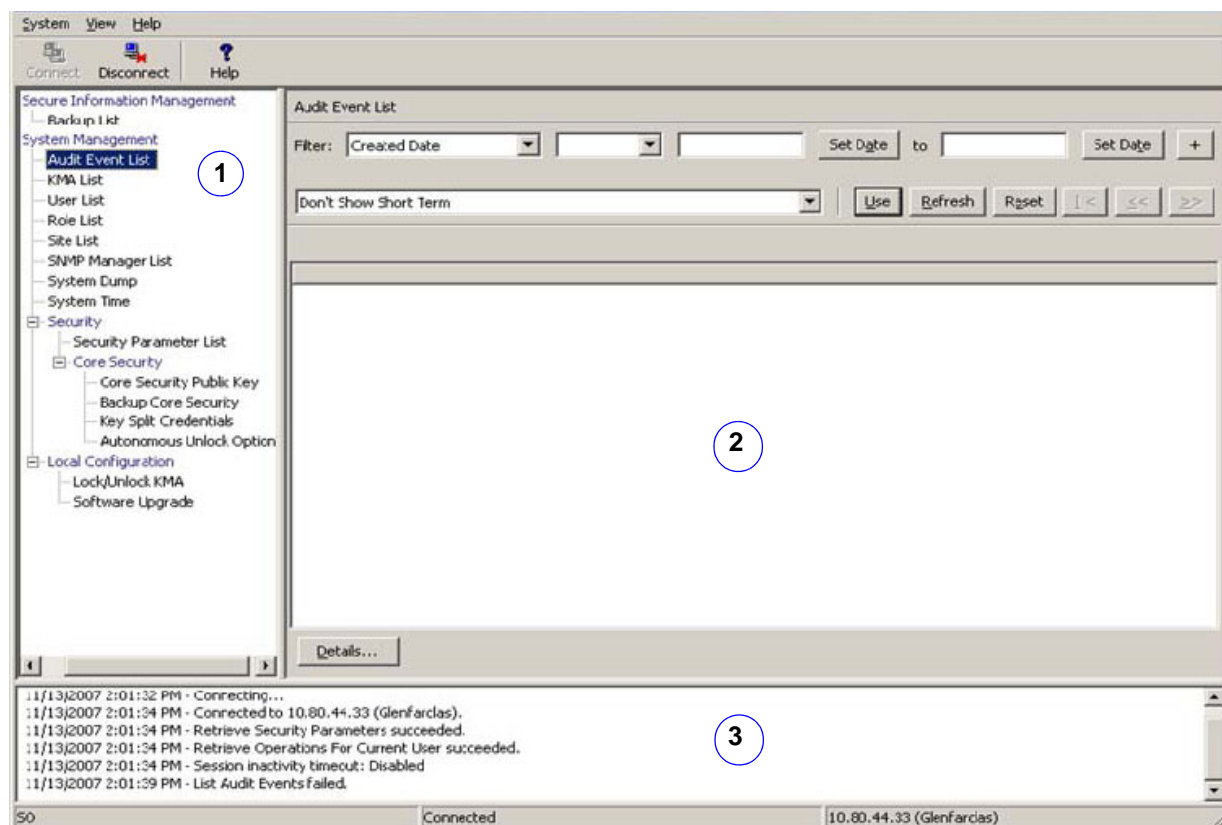 System View Help
Connect Disconnect Help
Secure Information Management
Backup List
System Management
Audit Event List
KMA List
User List
Role List
Site List
SNMP Manager List
System Dump
System Time
Security
Security Parameter List
Core Security
Core Security Public Key
Backup Core Security
Key Split Credentials
Autonomous Unlock Option
Local Configuration
Lock/Unlock KMA
Software Upgrade
1
Audit Event List
Filter: Created Date Set Date to Set Date +
Don't Show Short Term Use Refresh Reset |< << >>
2
Details...
11/13/2007 2:01:32 PM - Connecting...
11/13/2007 2:01:34 PM - Connected to 10.80.44.33 (Glenfarclas).
11/13/2007 2:01:34 PM - Retrieve Security Parameters succeeded.
11/13/2007 2:01:34 PM - Retrieve Operations For Current User succeeded.
11/13/2007 2:01:34 PM - Session inactivity timeout: Disabled
11/13/2007 2:01:39 PM - List Audit Events failed.
3
SO Connected 10.80.44.33 (Glenfarclas)